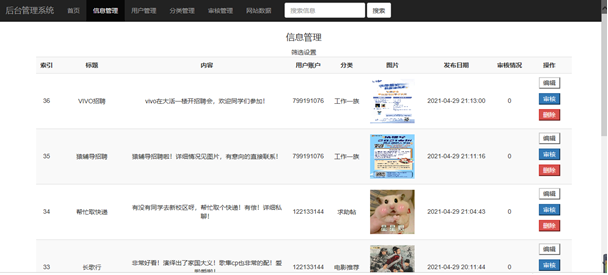 后台管理系统 首页 信息管理 用户管理 分类管理 审核管理 网站数据 搜索信息 搜索
信息管理
筛选设置
索引 标题 内容 用户账户 分类 图片 发布日期 审核情况 操作
编辑
36 VIVO招聘 vivo在大活一楼开招聘会，欢迎同学们参加！ 799191076 工作一族 2021-04-29 21:13:00 0 审核
删除
编辑
35 猿辅导招聘 猿辅导招聘啦！详细情况见图片，有意向的直接联系！ 799191076 工作一族 2021-04-29 21:11:16 0 审核
删除
编辑
34 帮忙取快递 有没有同学去新校区呀，帮忙取个快递！有偿！详细私聊！ 122133144 求助帖 2021-04-29 21:04:43 0 审核
删除
编辑
33 长歌行 非常好看！演绎出了家国大义！歌集cp也非常的配！ 122133144 电影推荐 2021-04-29 20:11:44 0 审核